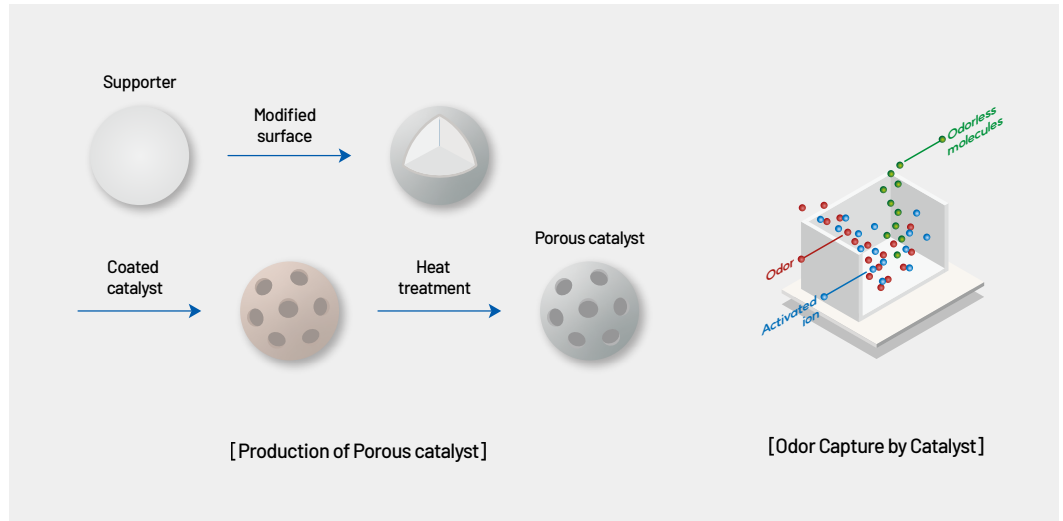 Supporter
Modified
surface
Coated
catalyst
Heat
treatment
Porous catalyst
[Production of Porous catalyst]
Odorless
molecules
Odor
Activated
ion
[Odor Capture by Catalyst]